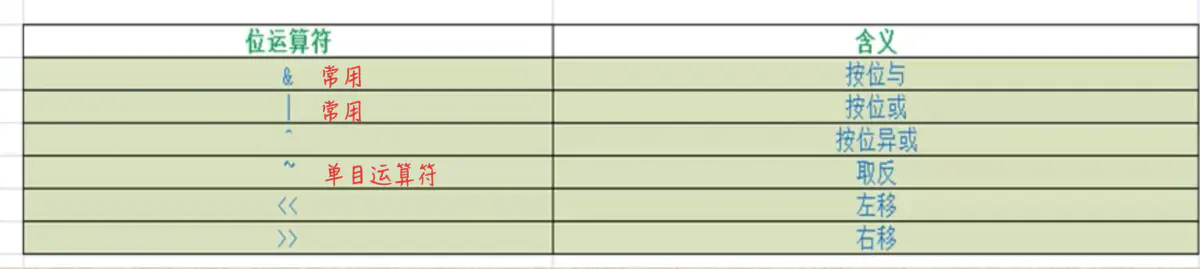 位运算符 含义
& 常用 按位与
| 常用 按位或
^ 按位异或
~ 单目运算符 取反
<< 左移
>> 右移